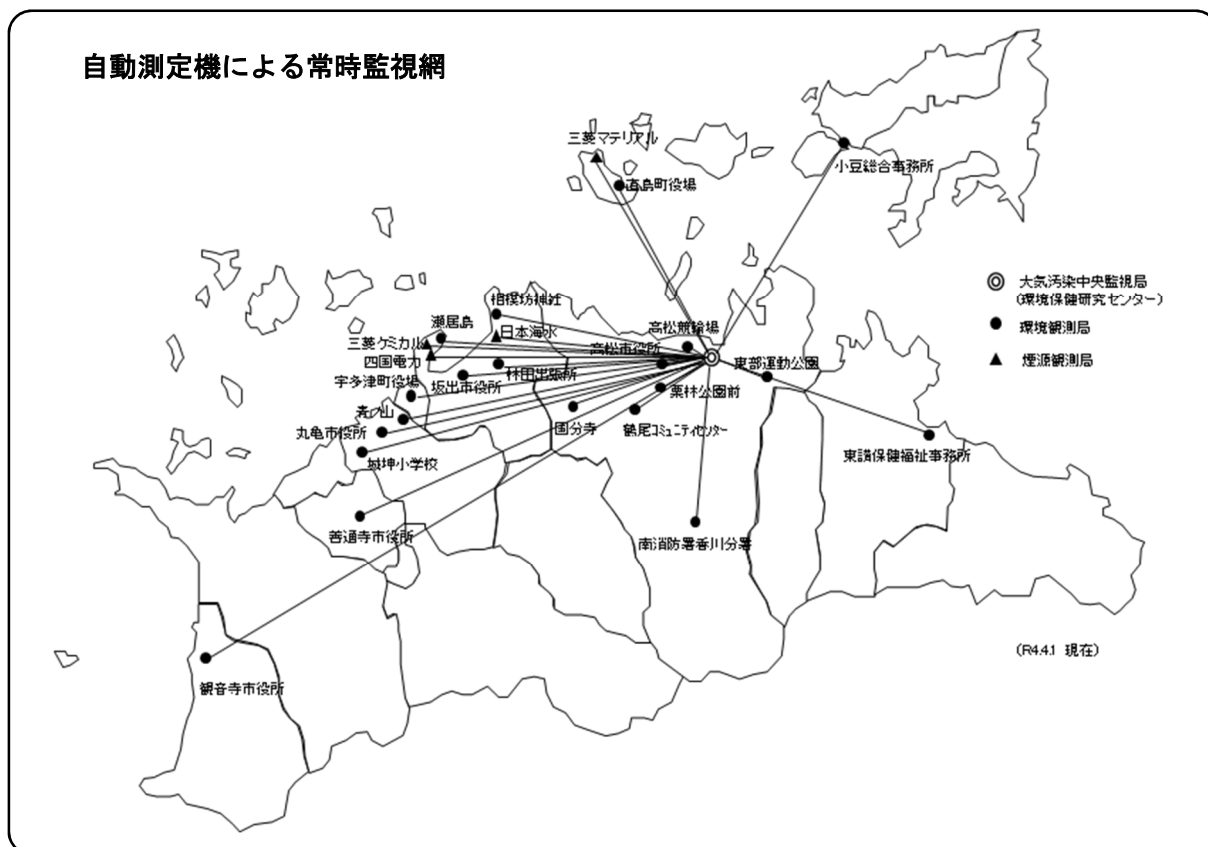 自動測定機による常時監視網
三菱マテリアル
直島町役場
小豆総合事務所
大気汚染中央監視局
(環境保健研究センター)
環境観測局
煙源観測局
相模坊神社
瀬居島
日本海水
三菱ケミカル
四国電力
高松競輪場
高松市役所
東部運動公園
林田出張所
坂出市役所
宇多津町役場
栗林公園前
青の山
国分寺
鶴尾コミュニティセンター
丸亀市役所
城坤小学校
東讃保健福祉事務所
善通寺市役所
南消防署香川分署
(R4.4.1 現在)
観音寺市役所